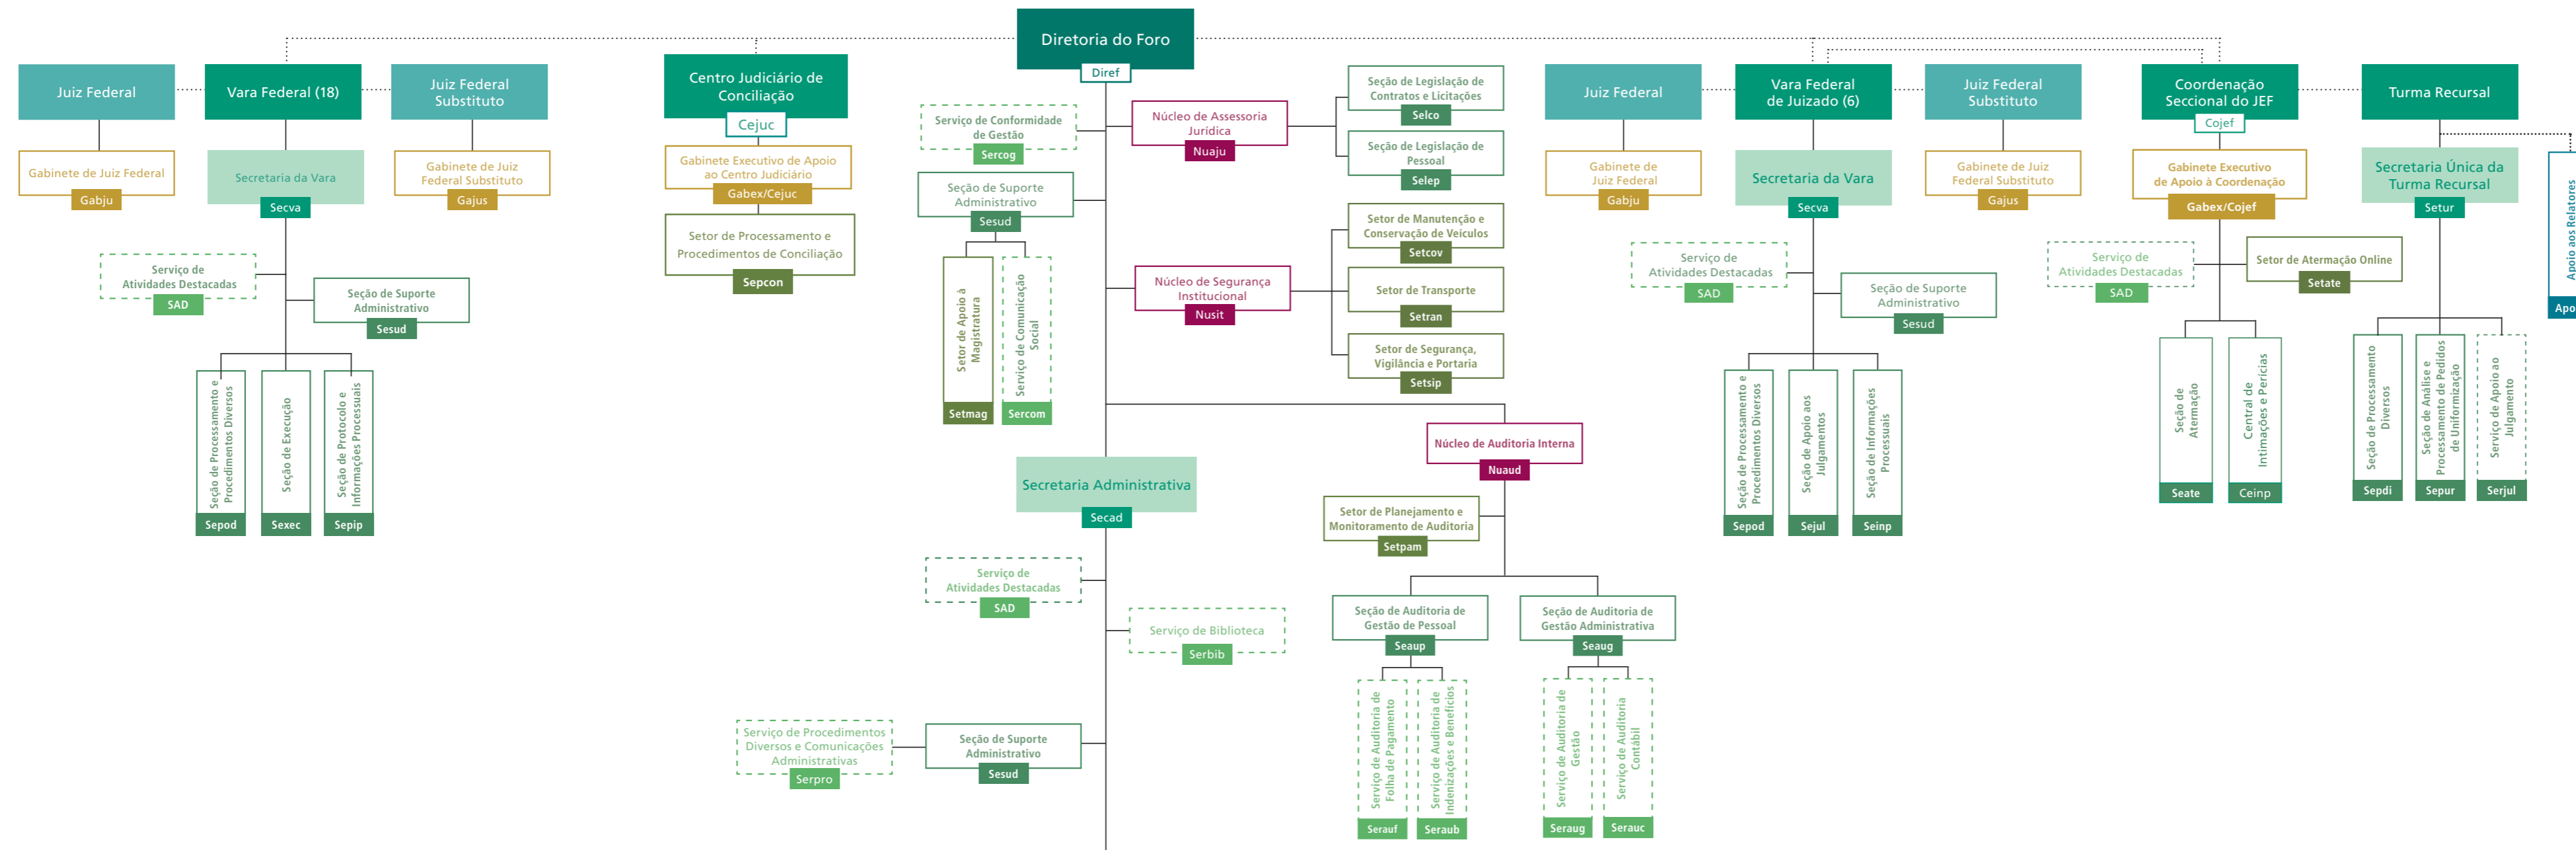 Diretoria do Foro
Diref
Juiz Federal
Gabinete de Juiz Federal
Gabju
Vara Federal (18)
Secretaria da Vara
Secva
Juiz Federal
Substituto
Gabinete de Juiz
Federal Substituto
Gajus
Serviço de
Atividades Destacadas
SAD
Seção de Suporte
Administrativo
Sesud
Seção de Processamento e
Procedimentos Diversos
Sepod
Seção de Execução
Sexec
Seção de Protocolo e
Informações Processuais
Sepip
Centro Judiciário de
Conciliação
Cejuc
Gabinete Executivo de Apoio
ao Centro Judiciário
Gabex/Cejuc
Setor de Processamento e
Procedimentos de Conciliação
Sepcon
Serviço de Conformidade
de Gestão
Sercog
Seção de Suporte
Administrativo
Sesud
Setor de Apoio à
Magistratura
Setmag
Serviço de Comunicação
Social
Sercom
Núcleo de Assessoria
Jurídica
Nuaju
Seção de Legislação de
Contratos e Licitações
Selco
Seção de Legislação de
Pessoal
Selep
Núcleo de Segurança
Institucional
Nusit
Setor de Manutenção e
Conservação de Veículos
Setcov
Setor de Transporte
Setran
Setor de Segurança,
Vigilância e Portaria
Setsip
Núcleo de Auditoria Interna
Nuaud
Setor de Planejamento e
Monitoramento de Auditoria
Setpam
Seção de Auditoria de
Gestão de Pessoal
Seaup
Serviço de Auditoria de
Folha de Pagamento
Serauf
Serviço de Auditoria de
Indenizações e Benefícios
Seraub
Seção de Auditoria de
Gestão Administrativa
Seaug
Serviço de Auditoria de
Gestão
Seraug
Serviço de Auditoria
Contábil
Serauc
Secretaria Administrativa
Secad
Serviço de
Atividades Destacadas
SAD
Serviço de Biblioteca
Serbib
Seção de Suporte
Administrativo
Sesud
Serviço de Procedimentos
Diversos e Comunicações
Administrativas
Serpro
Juiz Federal
Gabinete de
Juiz Federal
Gabju
Vara Federal
de Juizado (6)
Secretaria da Vara
Secva
Juiz Federal
Substituto
Gabinete de Juiz
Federal Substituto
Gajus
Serviço de
Atividades Destacadas
SAD
Seção de Suporte
Administrativo
Sesud
Seção de Processamento e
Procedimentos Diversos
Sepod
Seção de Apoio aos
Julgamentos
Sejul
Seção de Informações
Processuais
Seinp
Coordenação
Seccional do JEF
Cojef
Gabinete Executivo
de Apoio à Coordenação
Gabex/Cojef
Serviço de
Atividades Destacadas
SAD
Setor de Atermação Online
Setate
Seção de
Atermação
Seate
Central de
Intimações e Perícias
Ceinp
Turma Recursal
Secretaria Única da
Turma Recursal
Setur
Seção de Processamento
Diversos
Sepdi
Seção de Análise e
Processamento de Pedidos
de Uniformização
Sepur
Serviço de Apoio ao
Julgamento
Serjul
Apoio aos Relatores
Apo